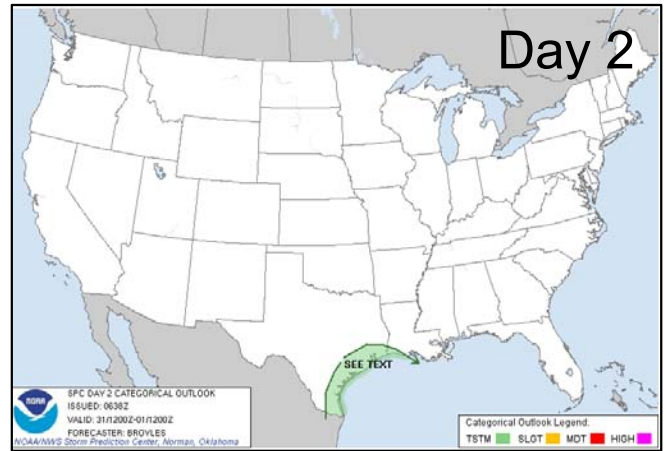 Day 2
SEE TEXT
NOAA
SPC DAY 2 CATEGORICAL OUTLOOK
ISSUED: 0638Z
VALID: 31/1200Z-01/1200Z
FORECASTER: BROYLES
NOAA/NWS Storm Prediction Center, Norman, Oklahoma
Categorical Outlook Legend:
TSTM SLGT MDT HIGH